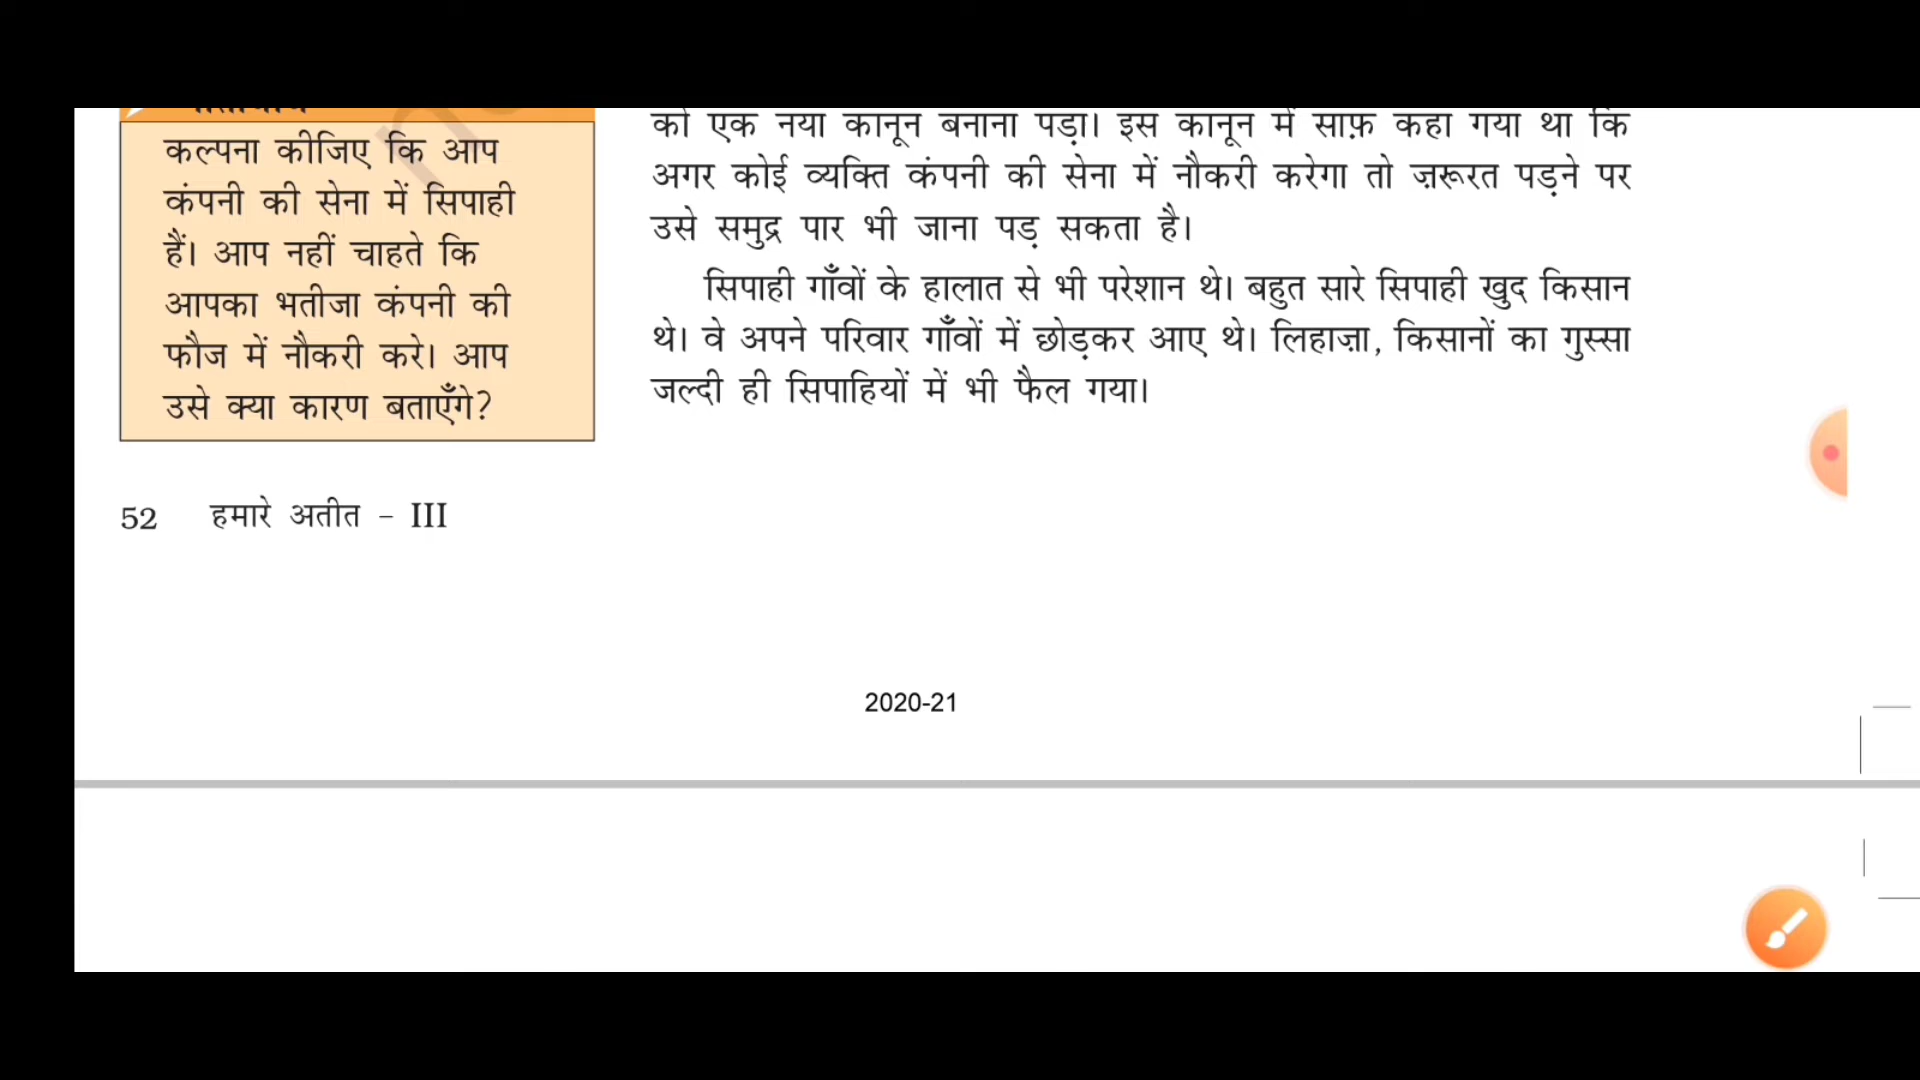 कल्पना कीजिए कि आप
कंपनी की सेना में सिपाही
हैं। आप नहीं चाहते कि
आपका भतीजा कंपनी की
फौज में नौकरी करे। आप
उसे क्या कारण बताएँगे?
को एक नया कानून बनाना पड़ा। इस कानून में साफ़ कहा गया था कि
अगर कोई व्यक्ति कंपनी की सेना में नौकरी करेगा तो ज़रूरत पड़ने पर
उसे समुद्र पार भी जाना पड़ सकता है।
सिपाही गाँवों के हालात से भी परेशान थे। बहुत सारे सिपाही खुद किसान
थे। वे अपने परिवार गाँवों में छोड़कर आए थे। लिहाज़ा, किसानों का गुस्सा
जल्दी ही सिपाहियों में भी फैल गया।
52 हमारे अतीत – III
2020-21